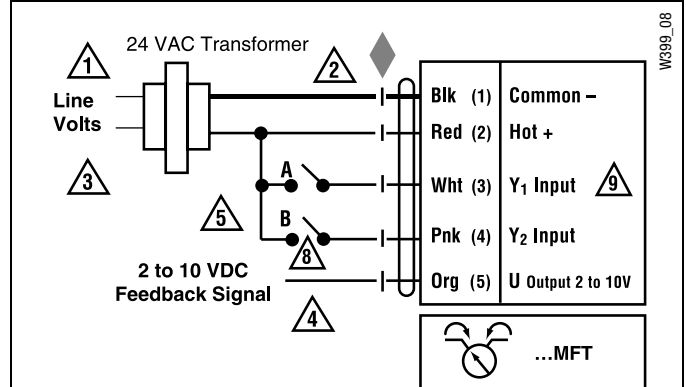 W399_08
24 VAC Transformer
1
2
Line
Volts
3
Blk (1) Common –
Red (2) Hot +
A
Wht (3) Y₁ Input 9
5
B
8
Pnk (4) Y₂ Input
2 to 10 VDC
Feedback Signal
4
Org (5) U Output 2 to 10V
...MFT